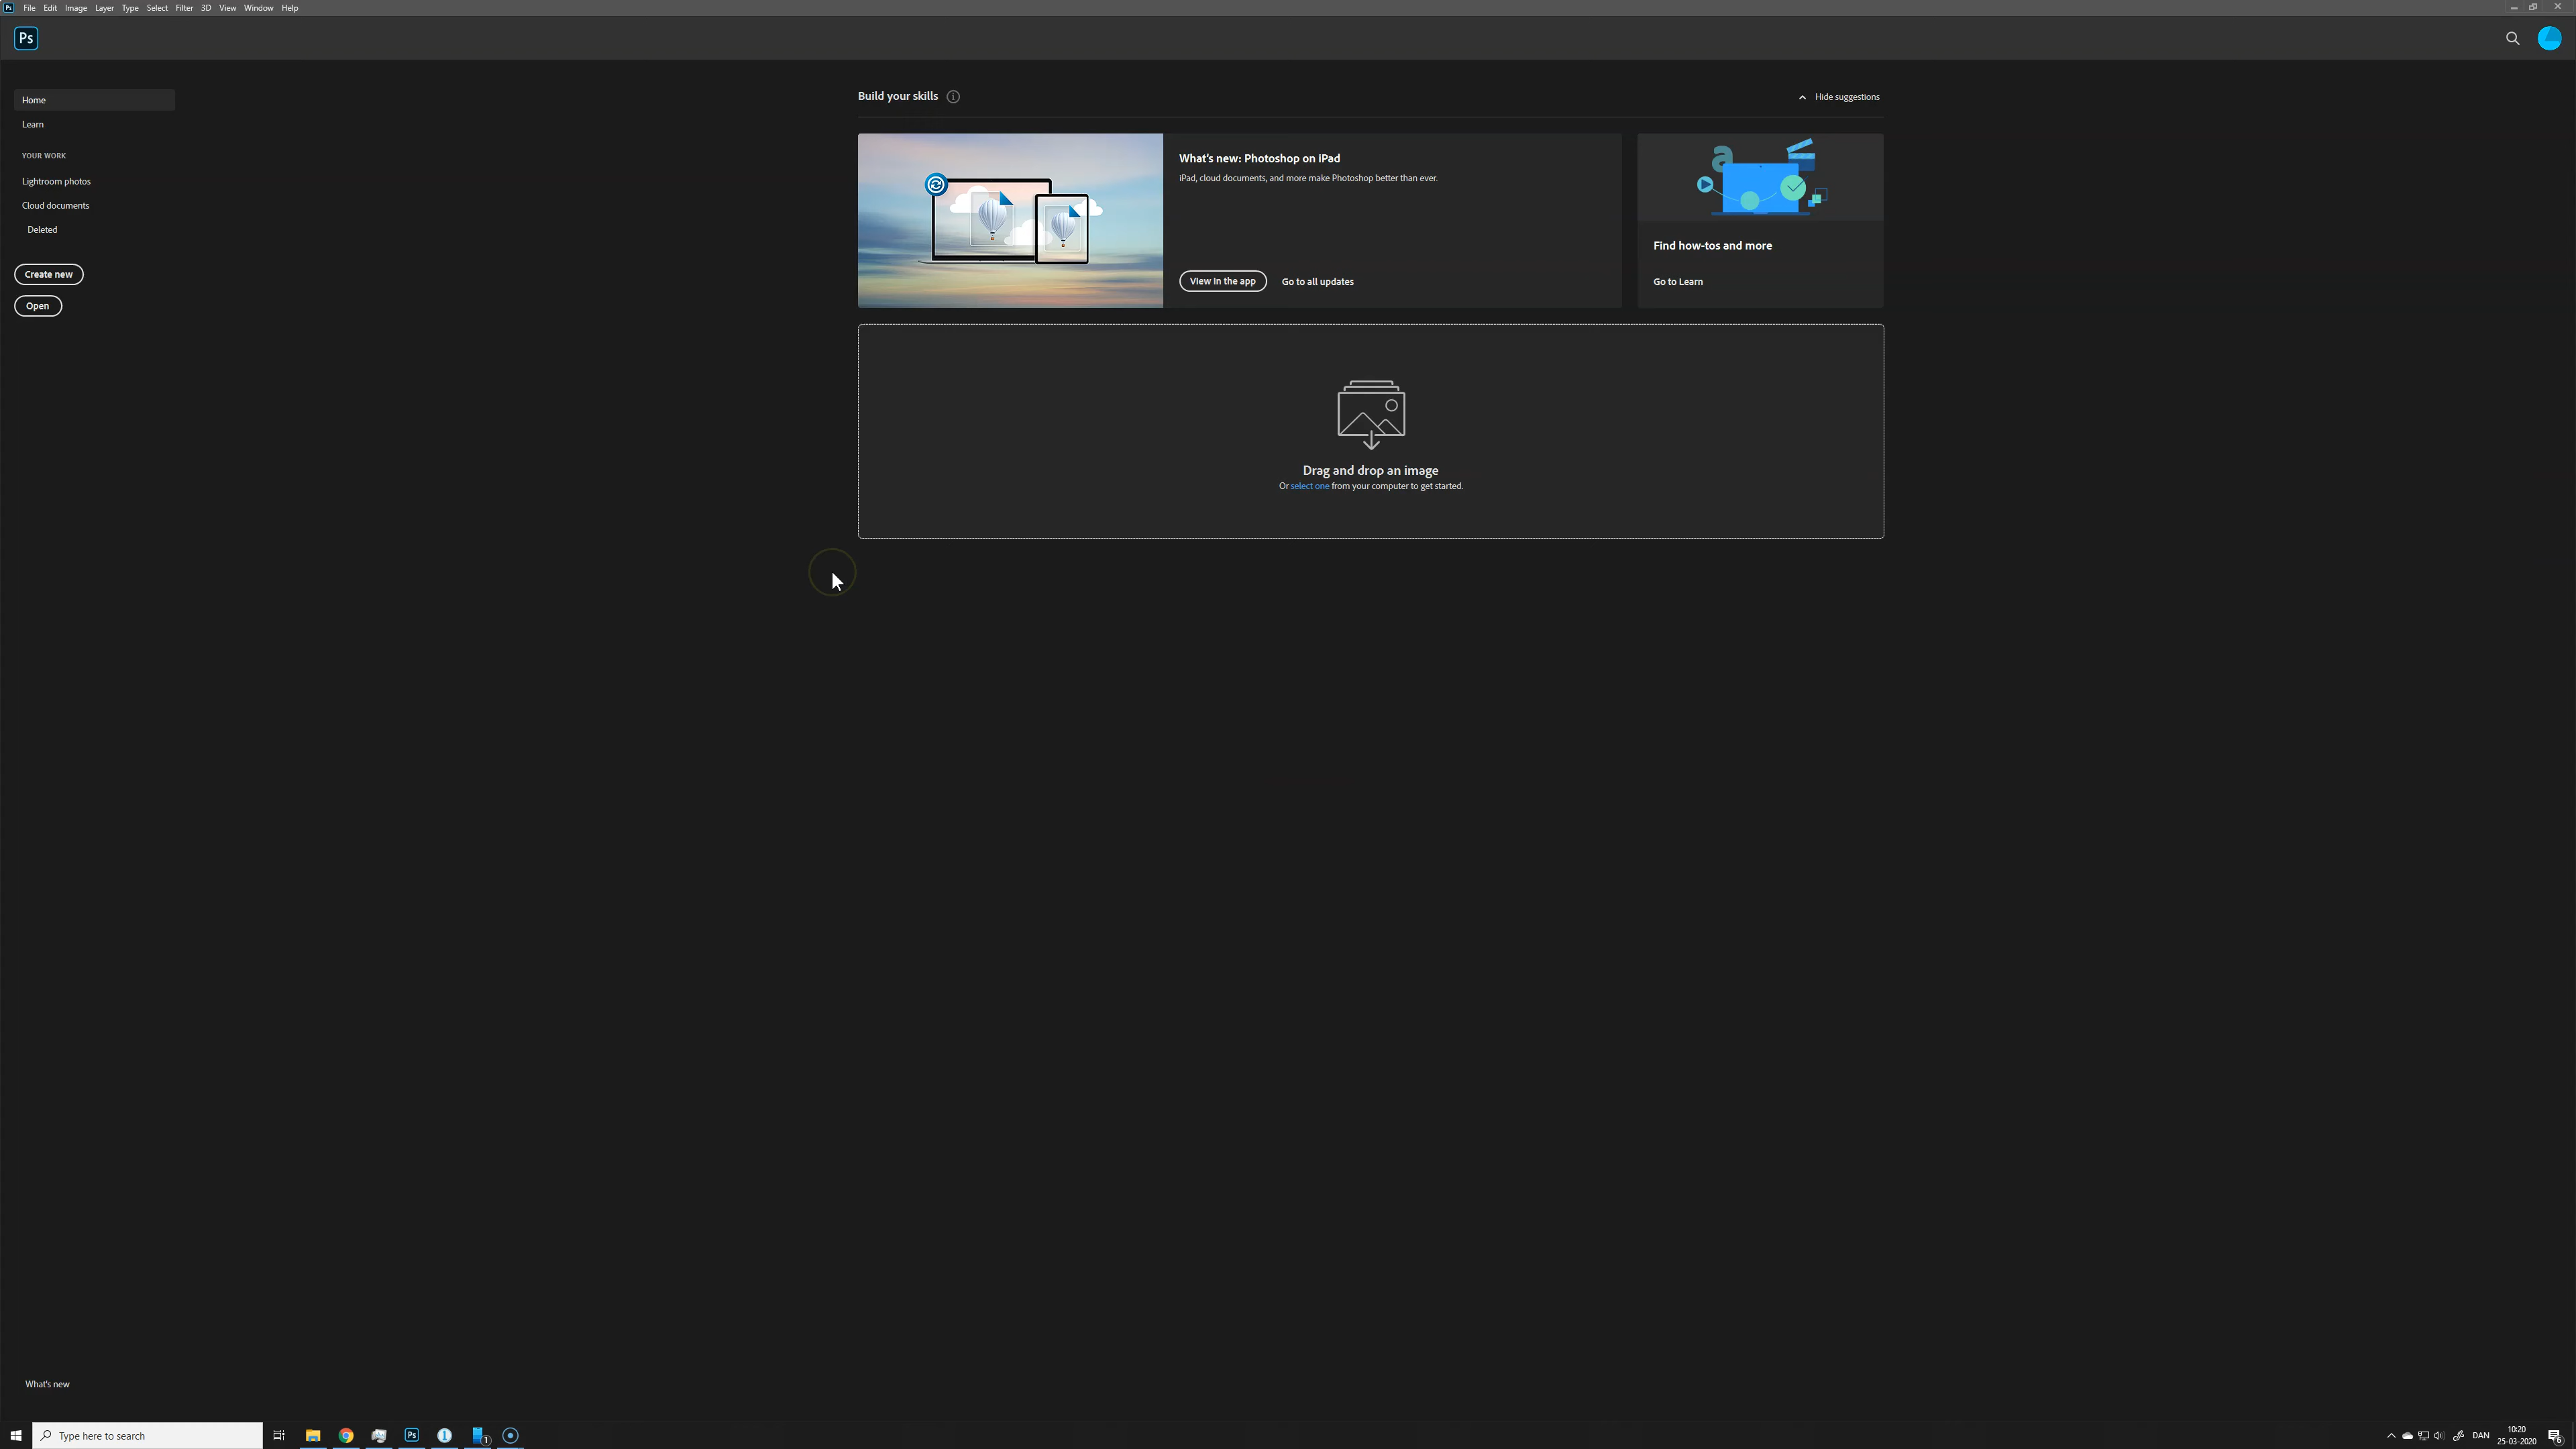 Ps File Edit Image Layer Type Select Filter 3D View Window Help
Ps
Home
Learn
YOUR WORK
Lightroom photos
Cloud documents
Deleted
Create new
Open
Build your skills
Hide suggestions
What's new: Photoshop on iPad
iPad, cloud documents, and more make Photoshop better than ever.
View in the app Go to all updates
a
Find how-tos and more
Go to Learn
Drag and drop an image
Or select one from your computer to get started.
What's new
Type here to search
Ps
1
DAN
10:20
25-03-2020
6